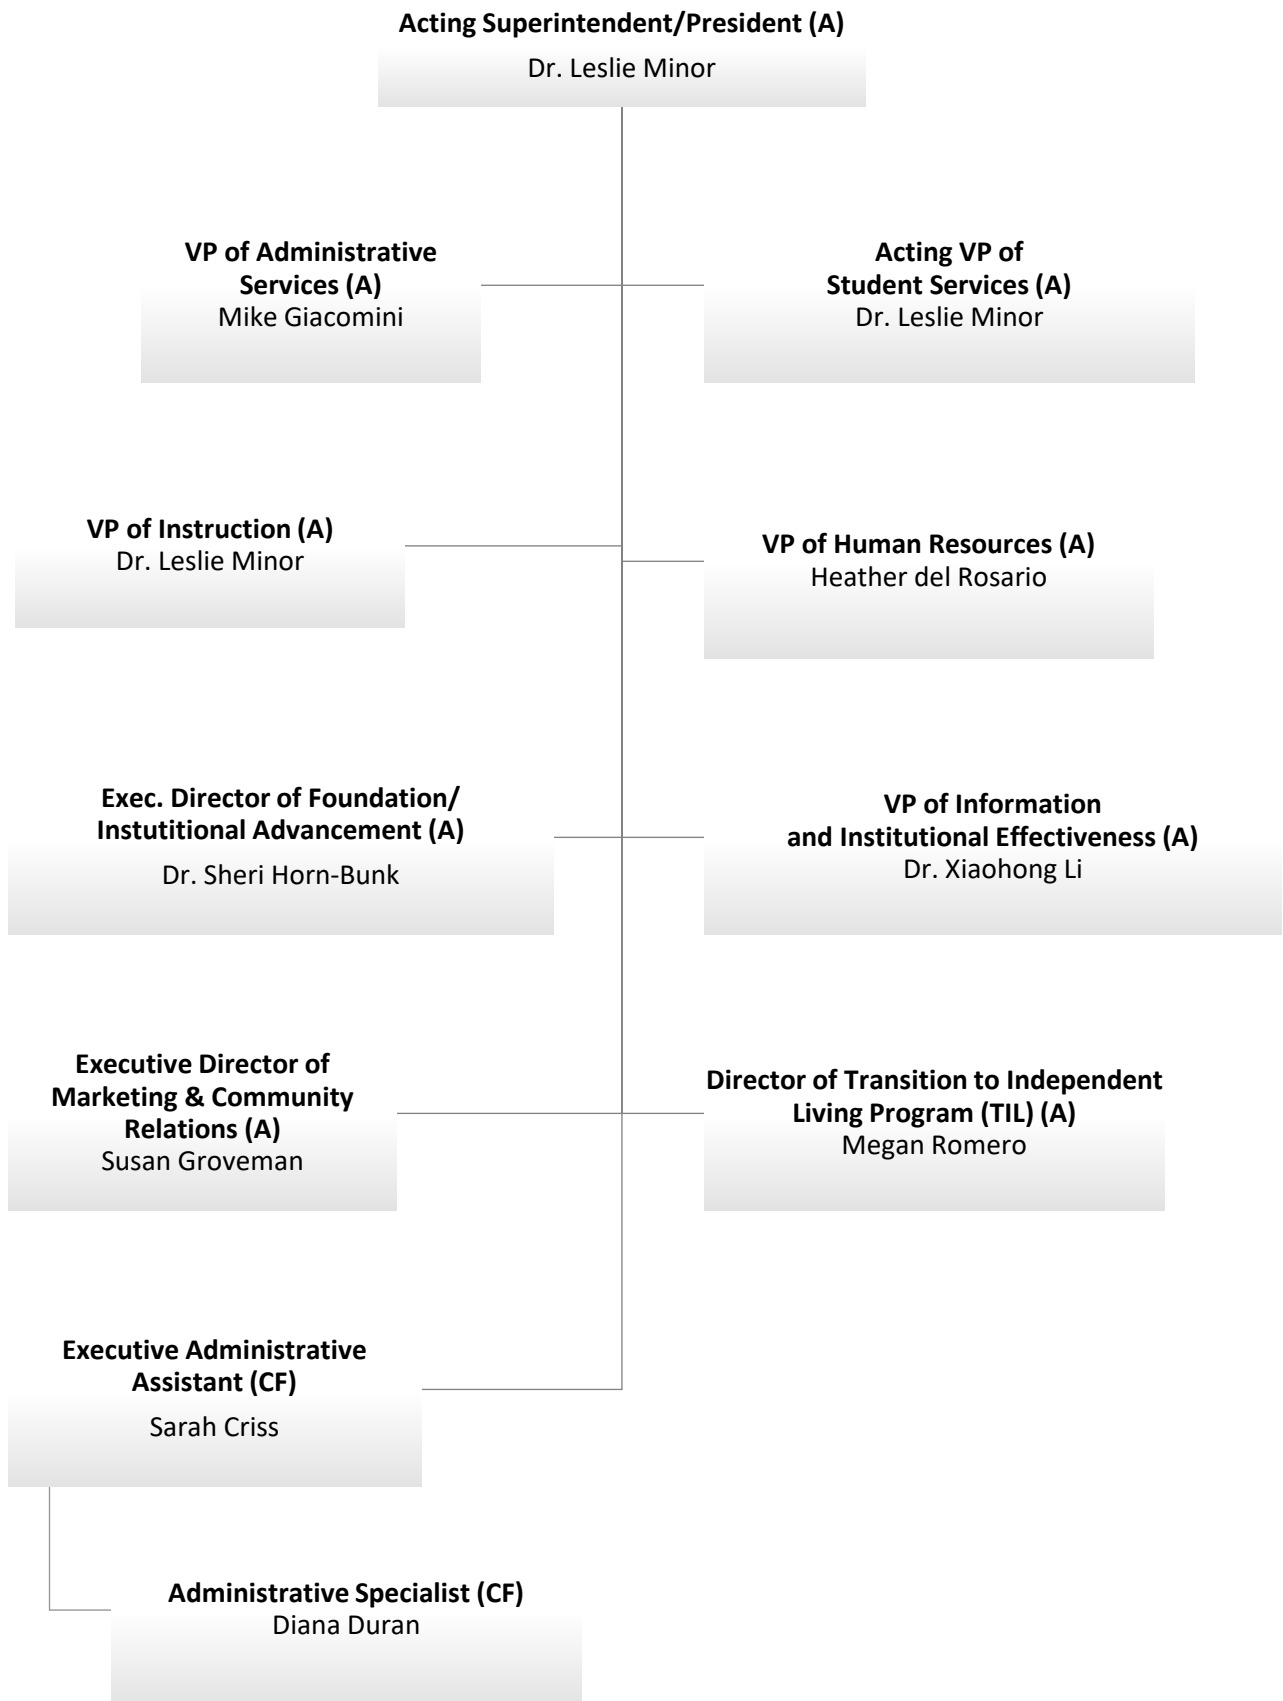 Acting Superintendent/President (A)
Dr. Leslie Minor
VP of Administrative
Services (A)
Mike Giacomini
Acting VP of
Student Services (A)
Dr. Leslie Minor
VP of Instruction (A)
Dr. Leslie Minor
VP of Human Resources (A)
Heather del Rosario
Exec. Director of Foundation/
Instutitional Advancement (A)
Dr. Sheri Horn-Bunk
VP of Information
and Institutional Effectiveness (A)
Dr. Xiaohong Li
Executive Director of
Marketing & Community
Relations (A)
Susan Groveman
Director of Transition to Independent
Living Program (TIL) (A)
Megan Romero
Executive Administrative
Assistant (CF)
Sarah Criss
Administrative Specialist (CF)
Diana Duran